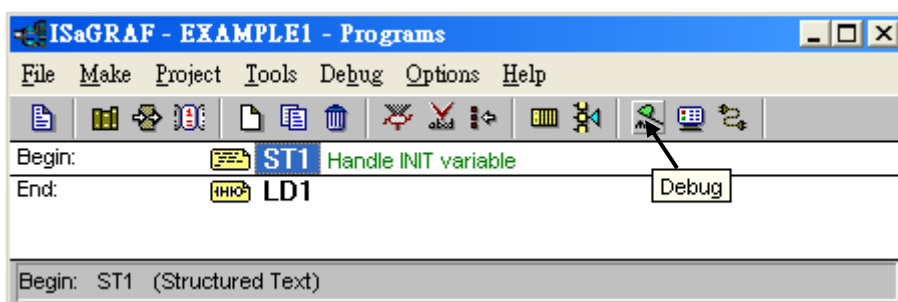 ISaGRAF - EXAMPLE1 - Programs
File Make Project Tools Debug Options Help
Begin: ST1 Handle INIT variable
End: LD1
Debug
Begin: ST1 (Structured Text)